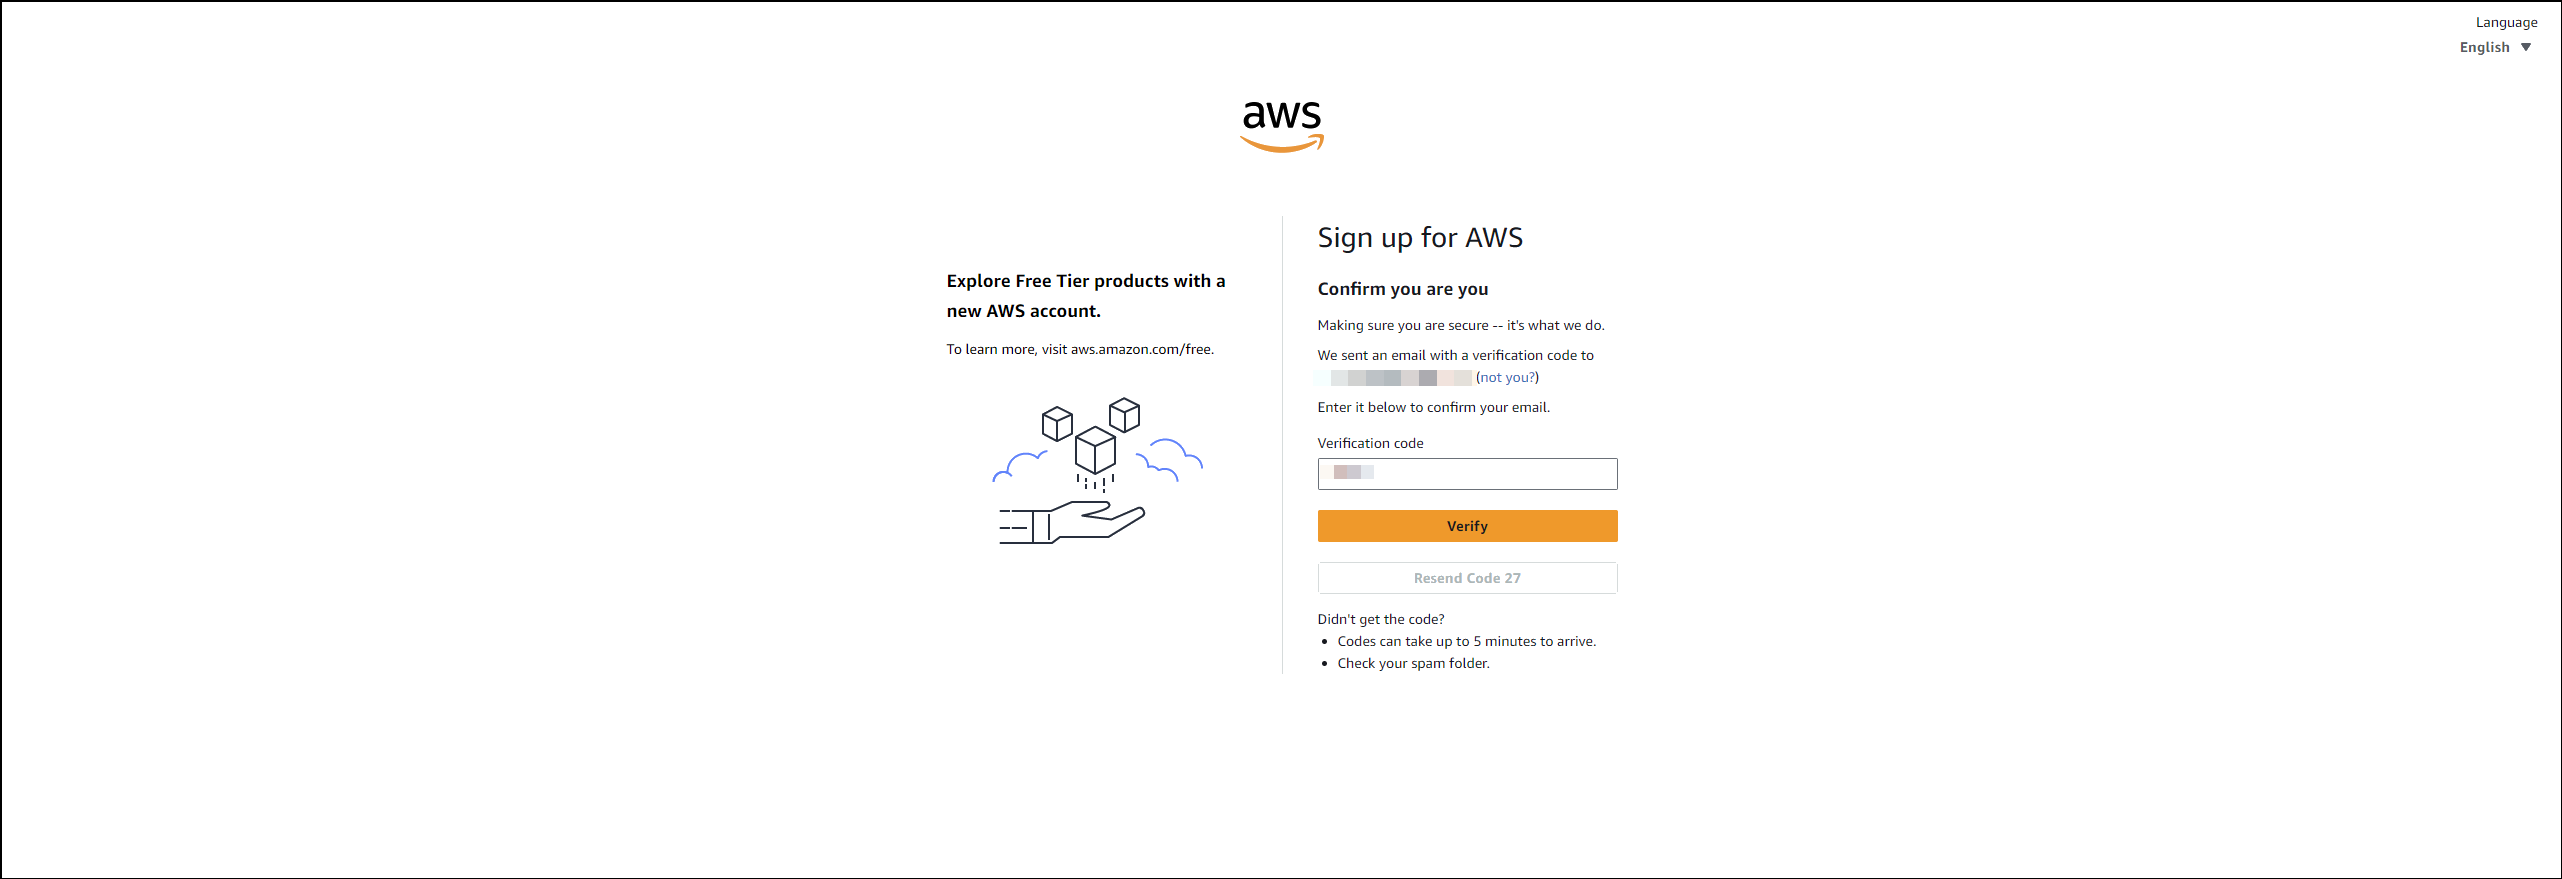 Language
English
aws
Explore Free Tier products with a
new AWS account.
To learn more, visit aws.amazon.com/free.
Sign up for AWS
Confirm you are you
Making sure you are secure -- it's what we do.
We sent an email with a verification code to
(not you?)
Enter it below to confirm your email.
Verification code
Verify
Resend Code 27
Didn't get the code?
Codes can take up to 5 minutes to arrive.
Check your spam folder.